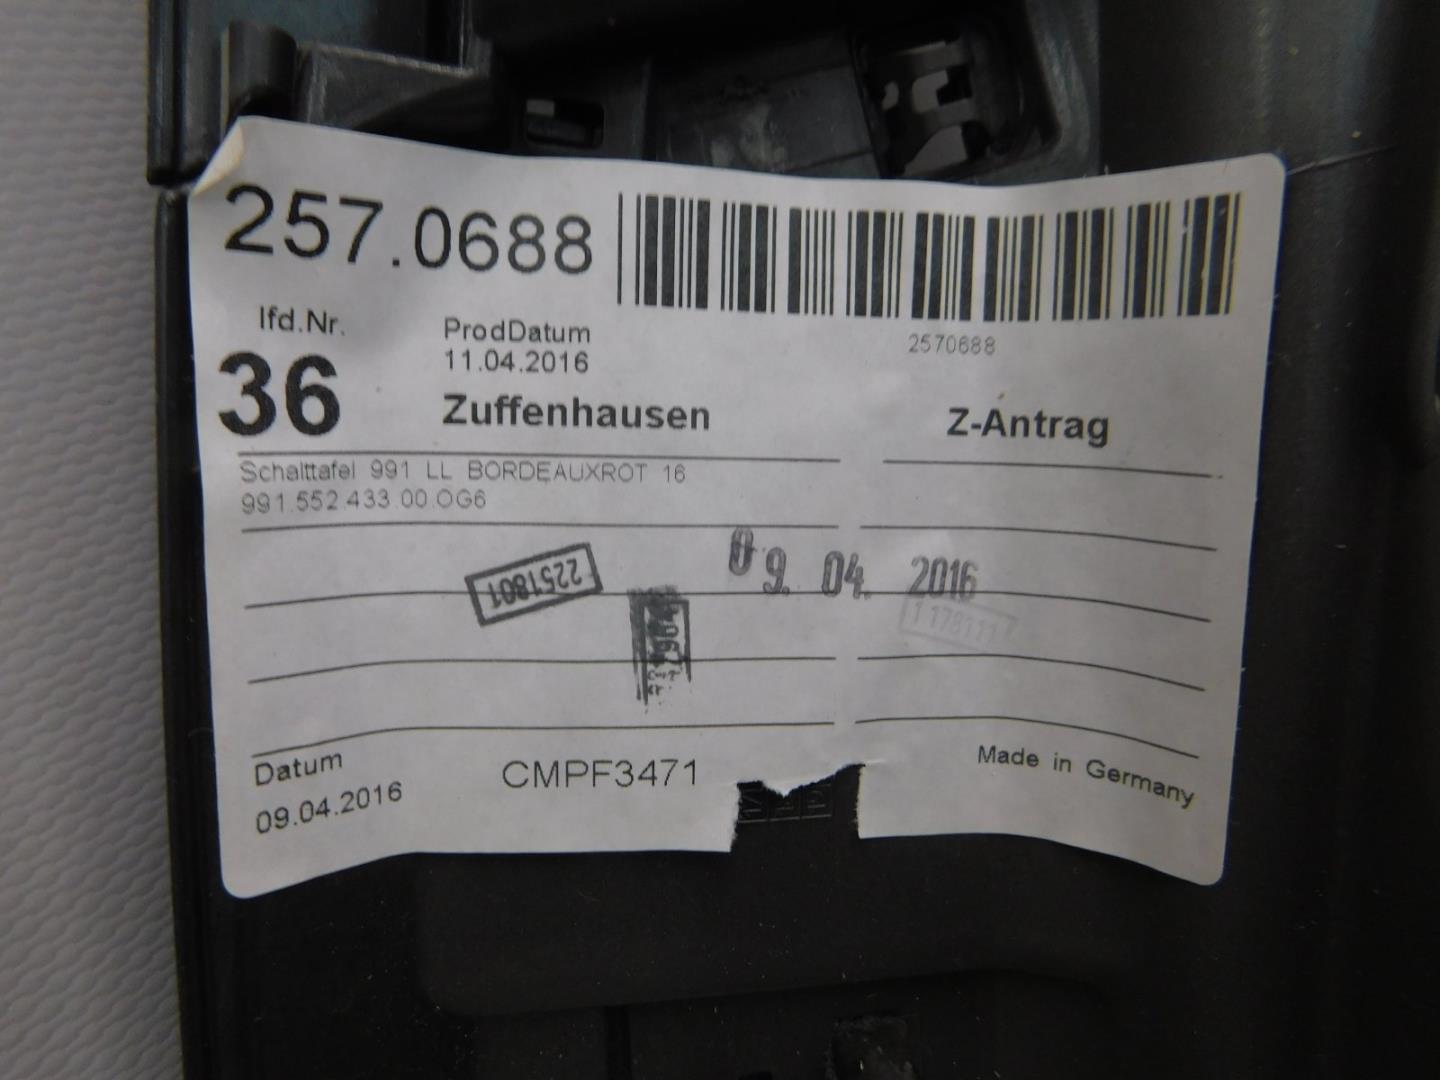 257.0688
2570688
lfd.Nr.
36
ProdDatum
11.04.2016
Zuffenhausen
Z-Antrag
Schalttafel 991 LL BORDEAUXROT 16
991.552.433.00.OG6
09. 04. 2016
2251801
Datum
09.04.2016
CMPF3471
Made in Germany